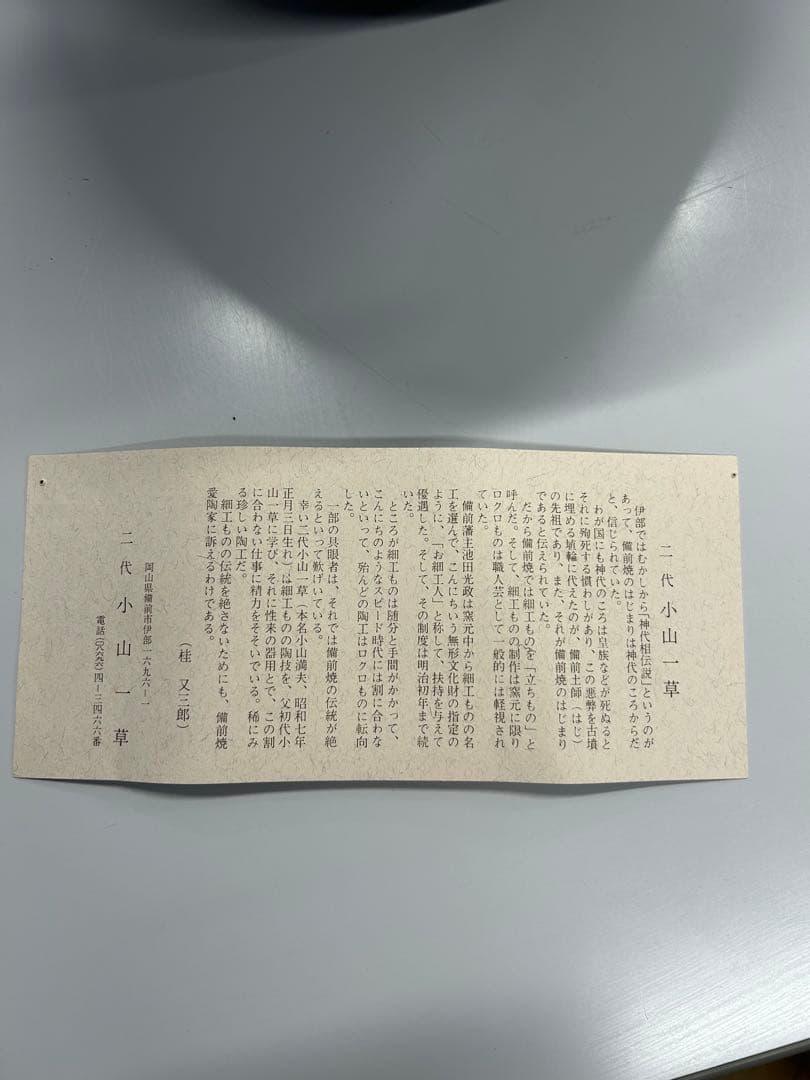 二代 小山一草
伊部ではむかしから「神代相伝説」というのが
あって、備前焼のはじまりは神代のころからだ
と、信じられていた。
わが国にも神代のころは皇族などが死ぬると
それに殉死する慣わしがあり、この悪弊を古墳
に埋める埴輪に代えたのが、備前土師（はじ）
の先祖であり、また、それが備前焼のはじまり
であると伝えられていた。
だから備前焼では細工ものを「立ちもの」と
呼んだ。そして、細工ものの制作は窯元に限り
ロクロものは職人芸として一般的には軽視され
ていた。
備前藩主池田光政は窯元中から細工ものの名
工を選んで、こんにちいう無形文化財の指定の
ように、「お細工人」と称して、扶持を与えて
優遇した。そして、その制度は明治初年まで続
いた。
ところが細工ものは随分と手間がかかって、
こんにちのようなスピード時代には割に合わな
いといって、殆んどの陶工はロクロものに転向
した。
一部の具眼者は、それでは備前焼の伝統が絶
えるといって歎げいている。
幸い二代小山一草（本名小山満夫、昭和七年
正月三日生れ）は細工ものの陶技を、父初代小
山一草に学び、それに性来の器用とで、この割
に合わない仕事に精力をそそいでいる。稀にみ
る珍しい陶工だ。
細工ものの伝統を絶さないためにも、備前焼
愛陶家に訴えるわけである。
（桂 又三郎）
岡山県備前市伊部一六九六ー一
二代 小山一草
電話（〇八六九六）四ー三四六六番